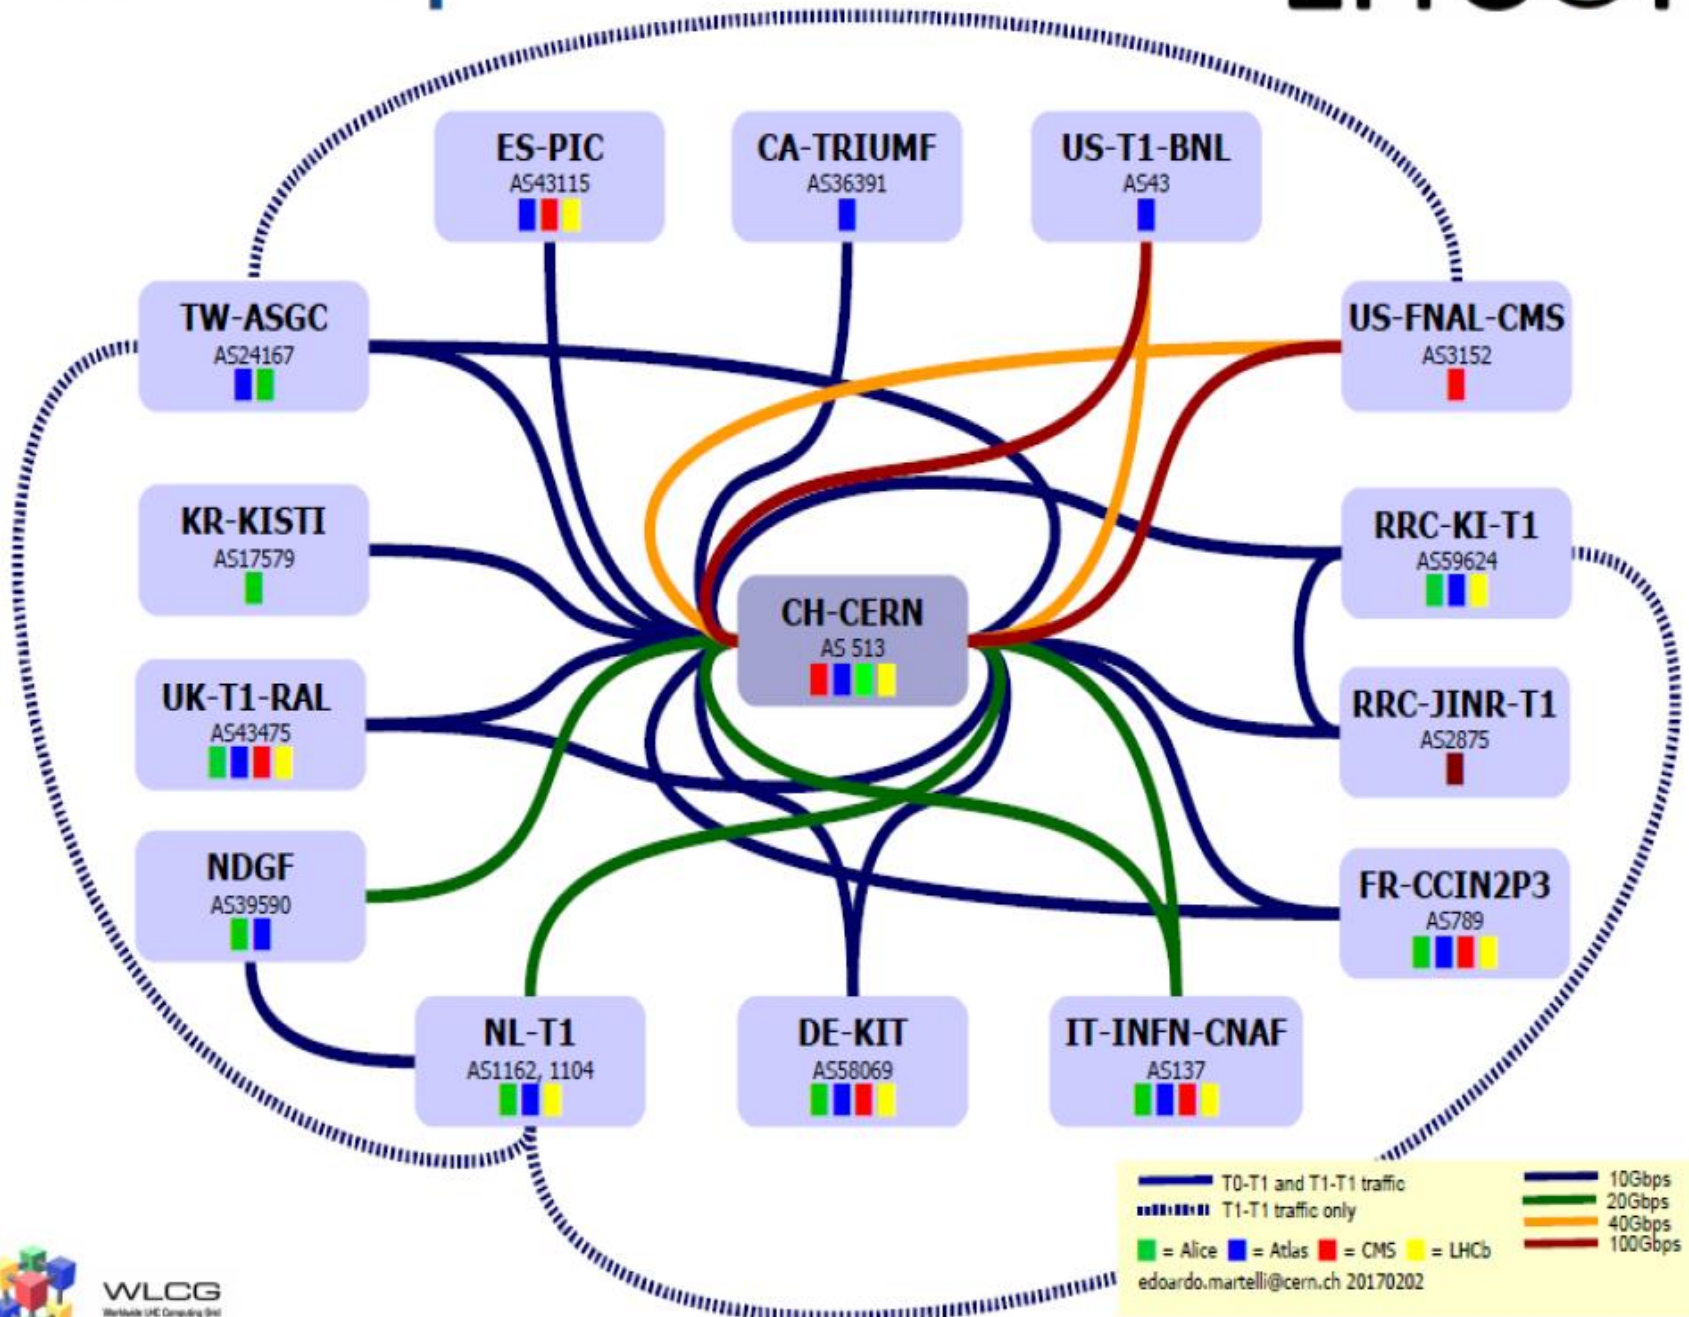 ES-PIC
AS43115
CA-TRIUMF
AS36391
US-T1-BNL
AS43
TW-ASGC
AS24167
US-FNAL-CMS
AS3152
KR-KISTI
AS17579
RRC-KI-T1
AS59624
CH-CERN
AS 513
UK-T1-RAL
AS43475
RRC-JINR-T1
AS2875
NDGF
AS39590
FR-CCIN2P3
AS789
NL-T1
AS1162, 1104
DE-KIT
AS58069
IT-INFN-CNAF
AS137
T0-T1 and T1-T1 traffic
T1-T1 traffic only
= Alice = Atlas = CMS = LHCb
edoardo.martelli@cern.ch 20170202
10Gbps
20Gbps
40Gbps
100Gbps
WLCG
Worldwide LHC Computing Grid